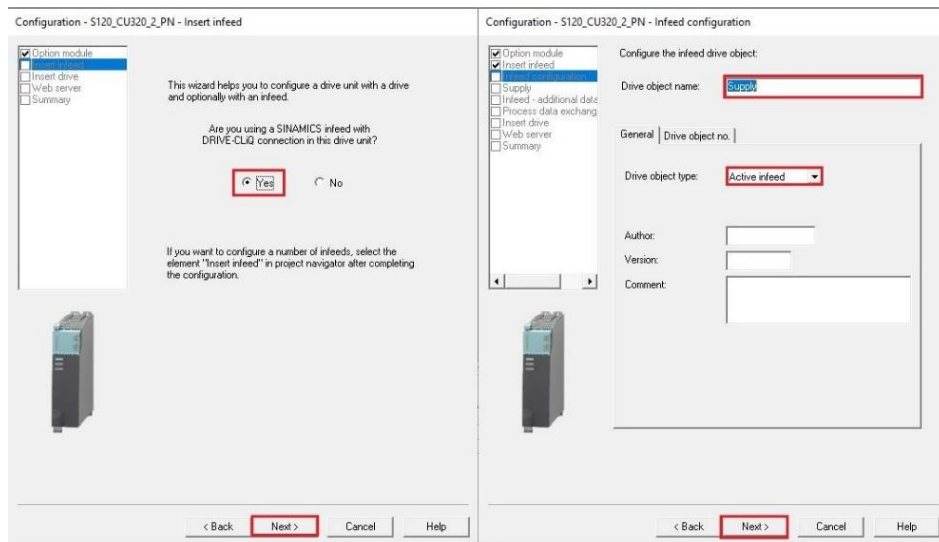 Configuration - S120_CU320_2_PN - Insert infeed
Option module
Insert infeed
Insert drive
Web server
Summary
This wizard helps you to configure a drive unit with a drive
and optionally with an infeed.
Are you using a SINAMICS infeed with
DRIVE-CLiQ connection in this drive unit?
Yes
No
If you want to configure a number of infeeds, select the
element "Insert infeed" in project navigator after completing
the configuration.
< Back
Next >
Cancel
Help
Configuration - S120_CU320_2_PN - Infeed configuration
Option module
Insert infeed
Infeed configuration
Supply
Infeed - additional data
Process data exchang
Insert drive
Web server
Summary
Configure the infeed drive object:
Drive object name:
Supply
General
Drive object no.
Drive object type:
Active infeed
Author:
Version:
Comment:
< Back
Next >
Cancel
Help